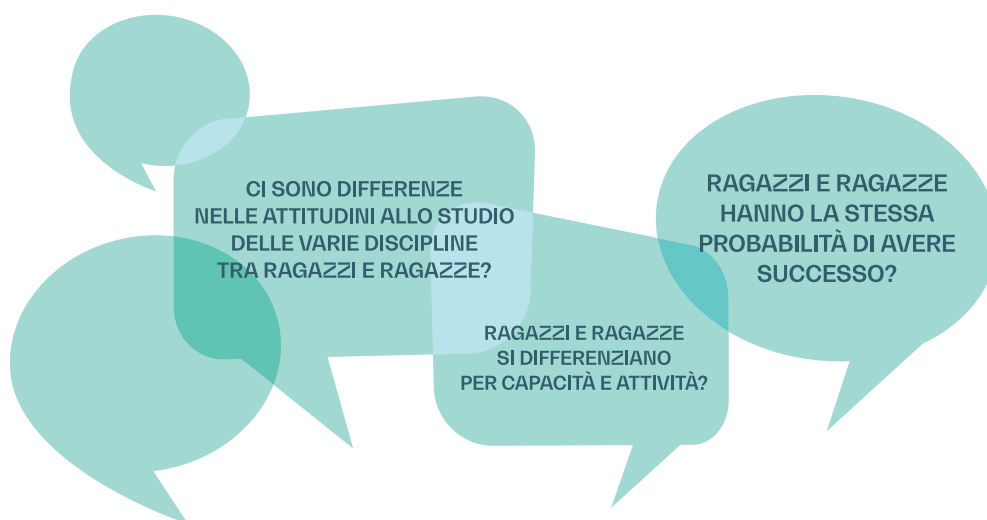 CI SONO DIFFERENZE
NELLE ATTITUDINI ALLO STUDIO
DELLE VARIE DISCIPLINE
TRA RAGAZZI E RAGAZZE?
RAGAZZI E RAGAZZE
SI DIFFERENZIANO
PER CAPACITÀ E ATTIVITÀ?
RAGAZZI E RAGAZZE
HANNO LA STESSA
PROBABILITÀ DI AVERE
SUCCESSO?